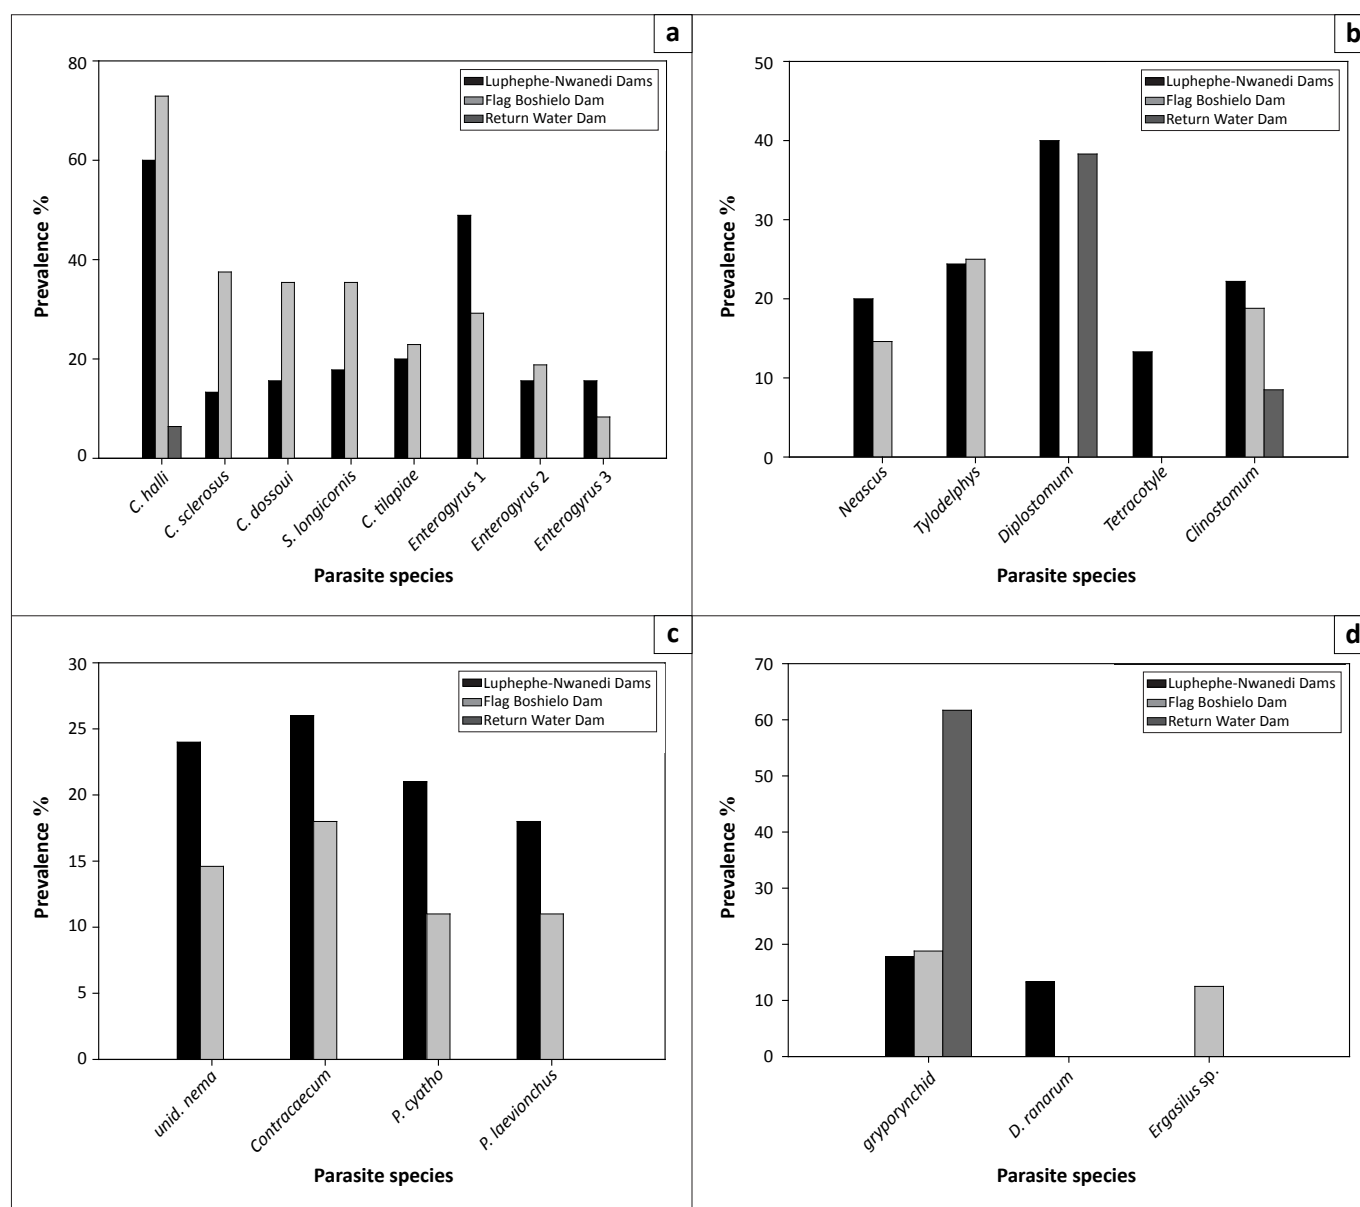 a
80
60
40
20
0
Prevalence %
Luphephe-Nwanedi Dams
Flag Boshielo Dam
Return Water Dam
C. halli
C. sclerosus
C. dossoui
S. longicornis
C. tilapiae
Enterogyrus 1
Enterogyrus 2
Enterogyrus 3
Parasite species
b
50
40
30
20
10
0
Prevalence %
Luphephe-Nwanedi Dams
Flag Boshielo Dam
Return Water Dam
Neascus
Tylodelphys
Diplostomum
Tetracotyle
Clinostomum
Parasite species
c
30
25
20
15
10
5
0
Prevalence %
Luphephe-Nwanedi Dams
Flag Boshielo Dam
Return Water Dam
unid. nema
Contracaecum
P. cyatho
P. laevionchus
Parasite species
d
70
60
50
40
30
20
10
0
Prevalence %
Luphephe-Nwanedi Dams
Flag Boshielo Dam
Return Water Dam
gryporynchid
D. ranarum
Ergasilus sp.
Parasite species